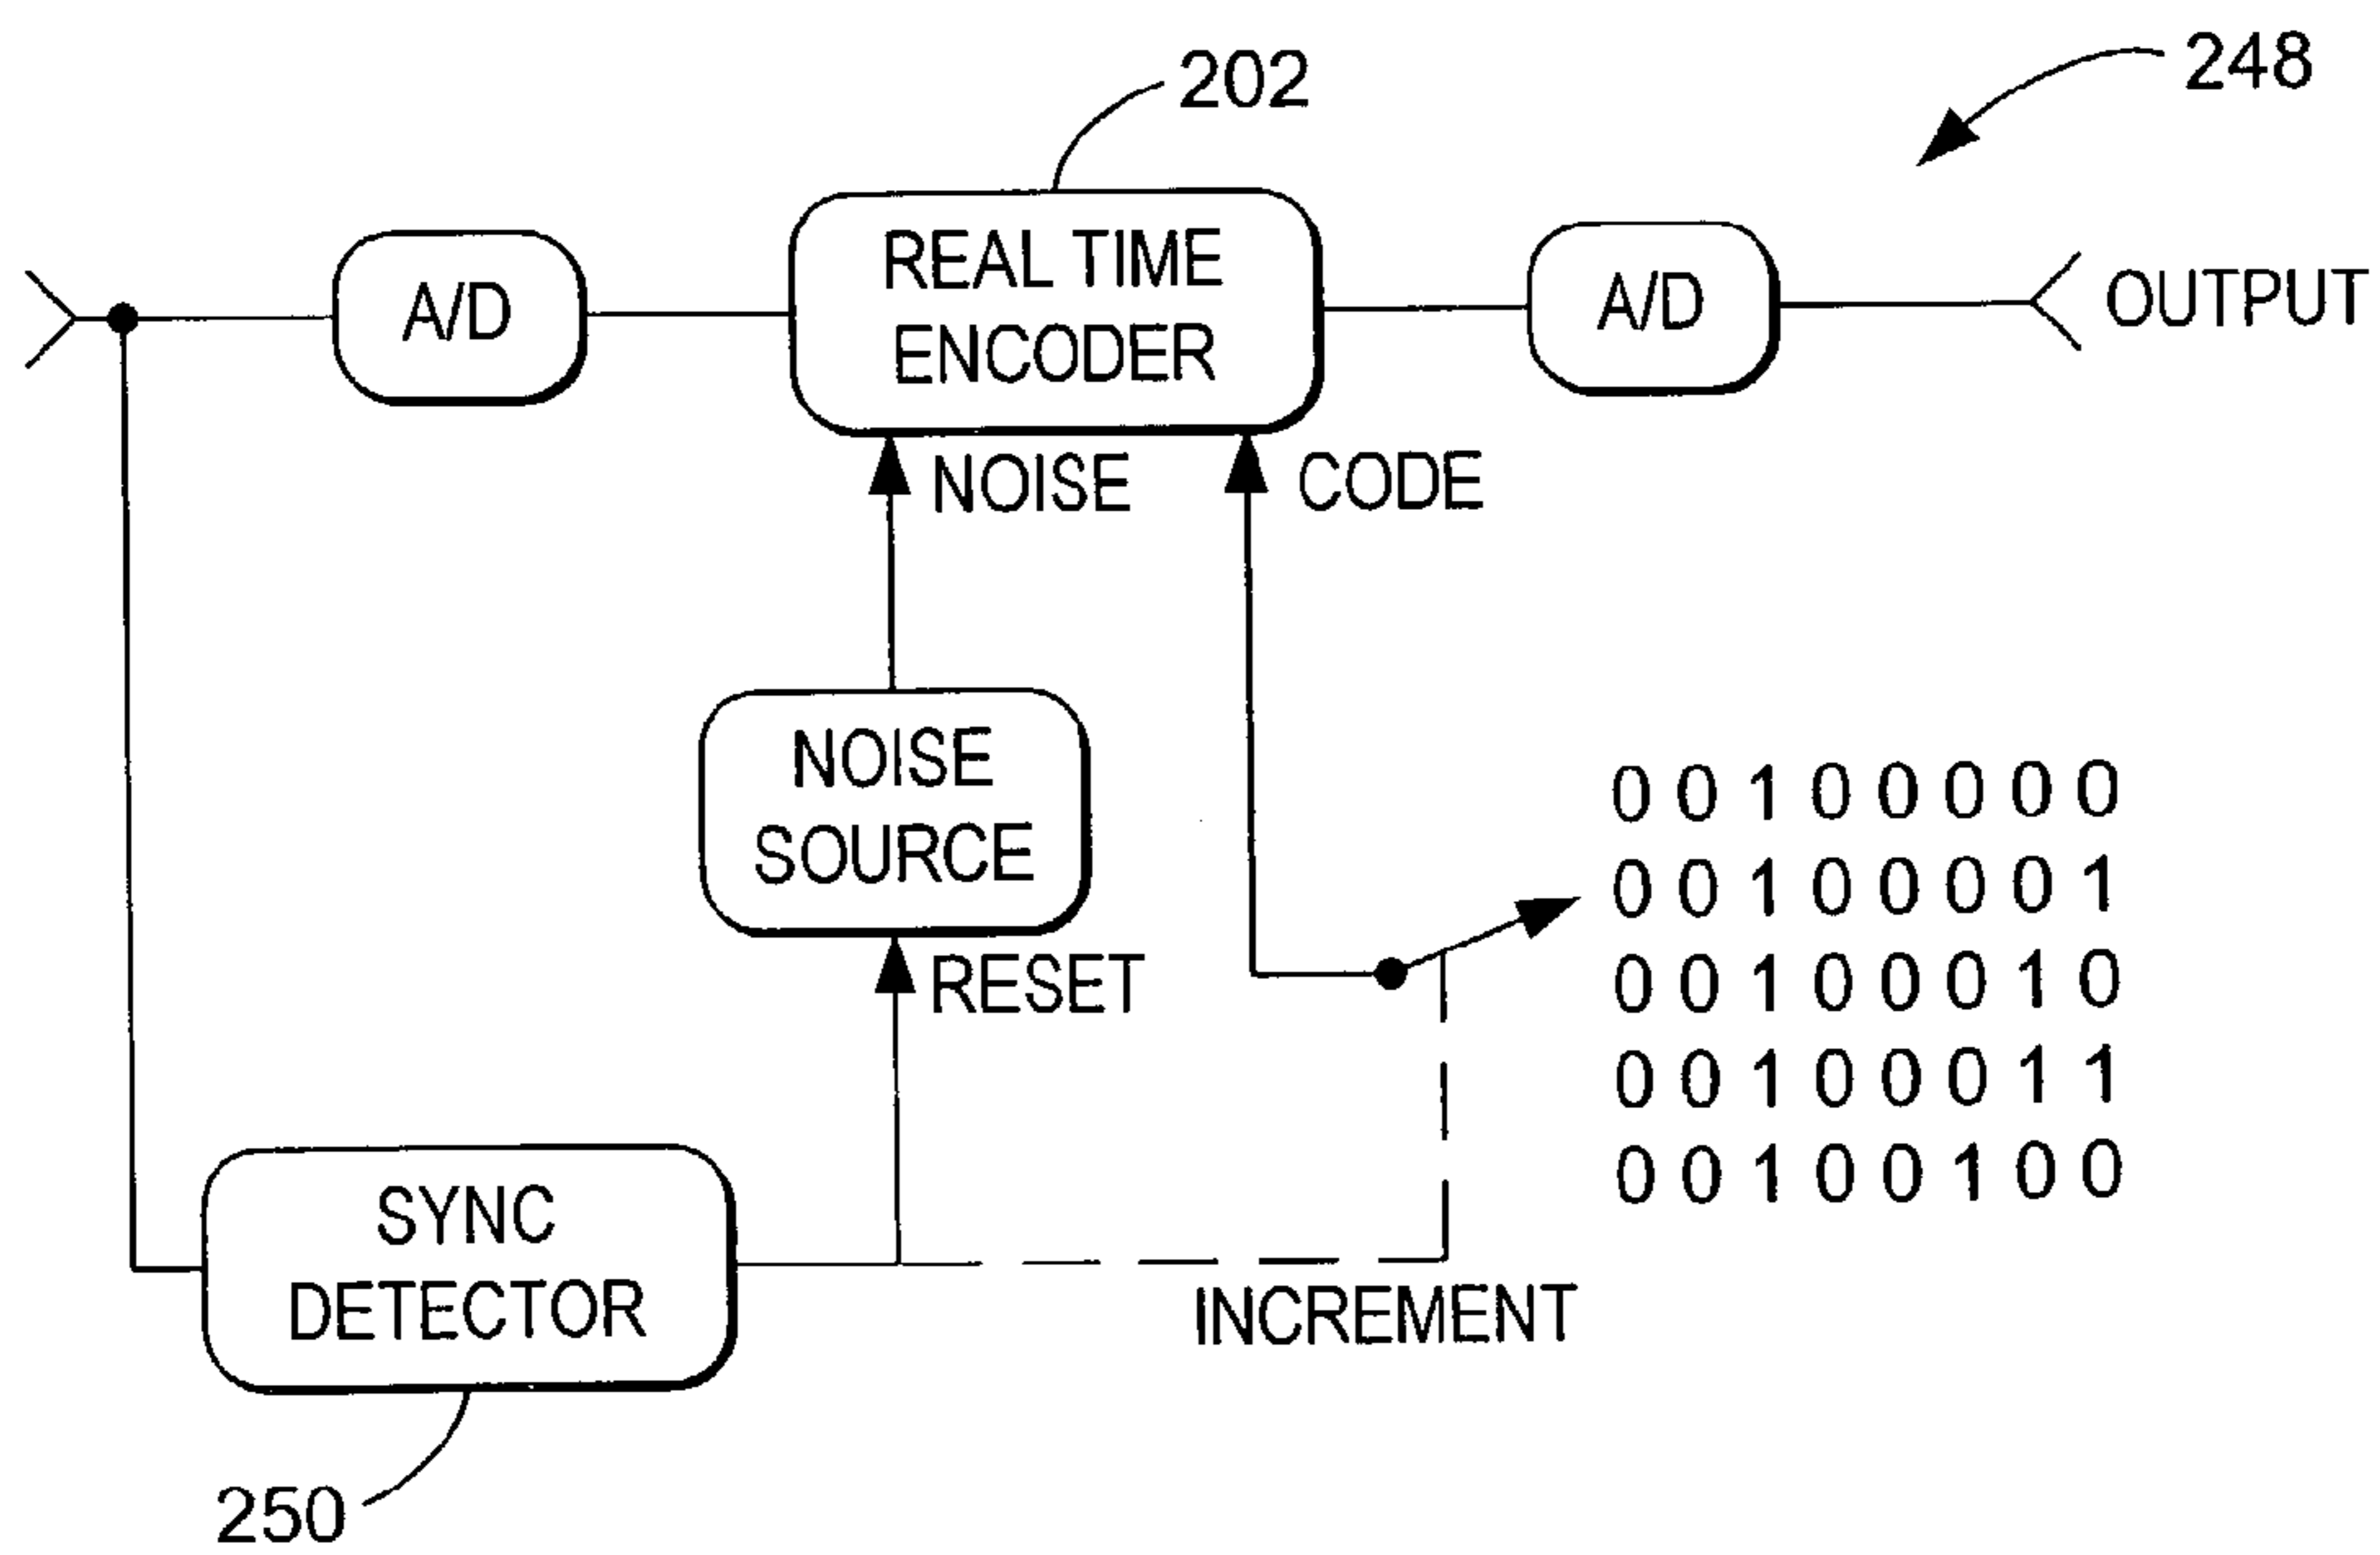 202
248
A/D
REAL TIME
ENCODER
A/D
OUTPUT
NOISE
CODE
NOISE
SOURCE
0 0 1 0 0 0 0 0
0 0 1 0 0 0 0 1
0 0 1 0 0 0 1 0
0 0 1 0 0 0 1 1
0 0 1 0 0 1 0 0
RESET
SYNC
DETECTOR
INCREMENT
250